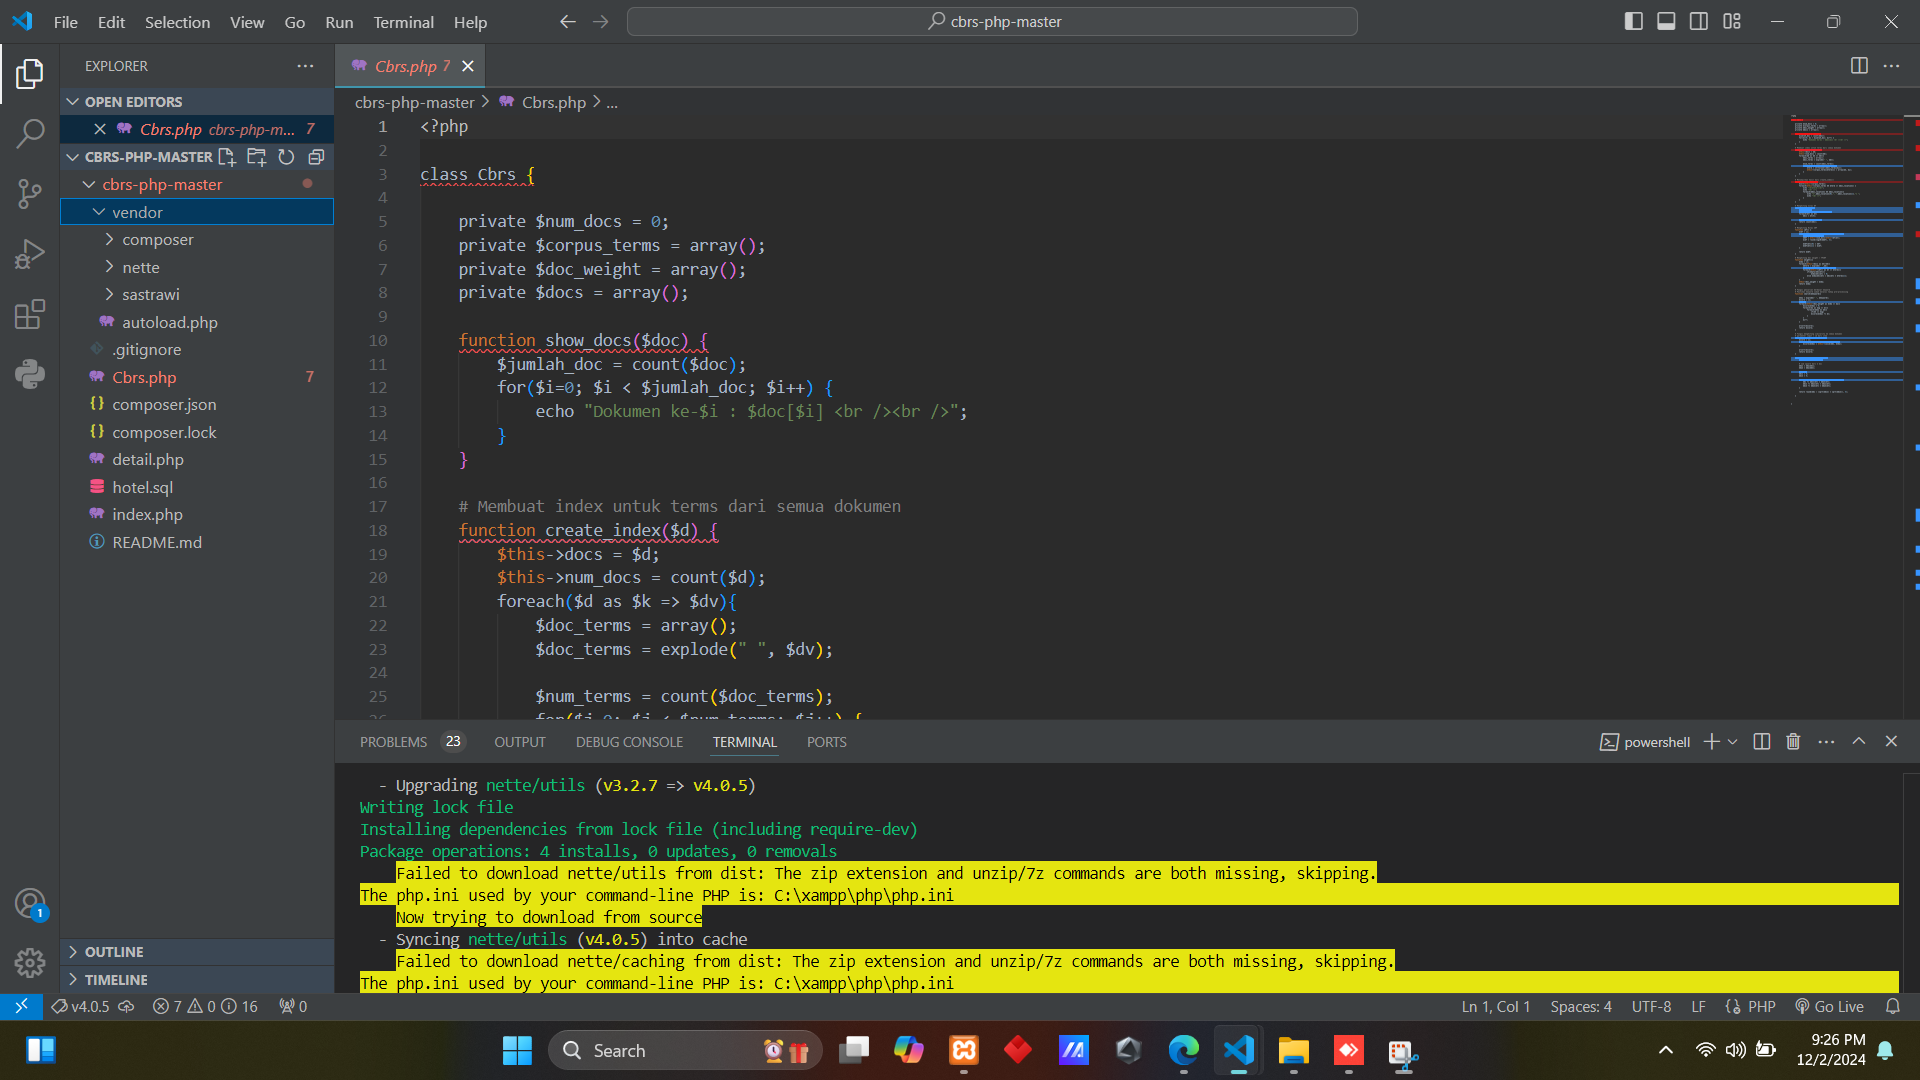 File Edit Selection View Go Run Terminal Help
cbrs-php-master
EXPLORER
Cbrs.php 7
OPEN EDITORS
cbrs-php-master > Cbrs.php > ...
Cbrs.php cbrs-php-m... 7
CBRS-PHP-MASTER
cbrs-php-master
vendor
composer
nette
sastrawi
autoload.php
.gitignore
Cbrs.php 7
composer.json
composer.lock
detail.php
hotel.sql
index.php
README.md
OUTLINE
TIMELINE
1 <?php
2
3 class Cbrs {
4
5 private $num_docs = 0;
6 private $corpus_terms = array();
7 private $doc_weight = array();
8 private $docs = array();
9
10 function show_docs($doc) {
11 $jumlah_doc = count($doc);
12 for($i=0; $i < $jumlah_doc; $i++) {
13 echo "Dokumen ke-$i : $doc[$i] <br /><br />";
14 }
15 }
16
17 # Membuat index untuk terms dari semua dokumen
18 function create_index($d) {
19 $this->docs = $d;
20 $this->num_docs = count($d);
21 foreach($d as $k => $dv){
22 $doc_terms = array();
23 $doc_terms = explode(" ", $dv);
24
25 $num_terms = count($doc_terms);
26 for($i=0; $i < $num_terms; $i++) {
PROBLEMS 23 OUTPUT DEBUG CONSOLE TERMINAL PORTS
powershell
- Upgrading nette/utils (v3.2.7 => v4.0.5)
Writing lock file
Installing dependencies from lock file (including require-dev)
Package operations: 4 installs, 0 updates, 0 removals
Failed to download nette/utils from dist: The zip extension and unzip/7z commands are both missing, skipping.
The php.ini used by your command-line PHP is: C:\xampp\php\php.ini
Now trying to download from source
- Syncing nette/utils (v4.0.5) into cache
Failed to download nette/caching from dist: The zip extension and unzip/7z commands are both missing, skipping.
The php.ini used by your command-line PHP is: C:\xampp\php\php.ini
1
v4.0.5 7 0 16 0
Ln 1, Col 1 Spaces: 4 UTF-8 LF PHP Go Live
Search
9:26 PM
12/2/2024